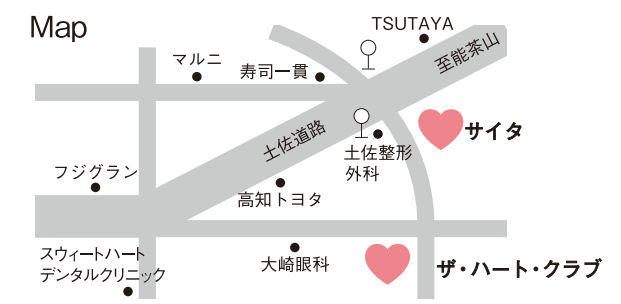 Map
TSUTAYA
至能茶山
マルニ
寿司一貫
サイタ
土佐道路
土佐整形
外科
フジグラン
高知トヨタ
スウィートハート
デンタルクリニック
大崎眼科
ザ・ハート・クラブ